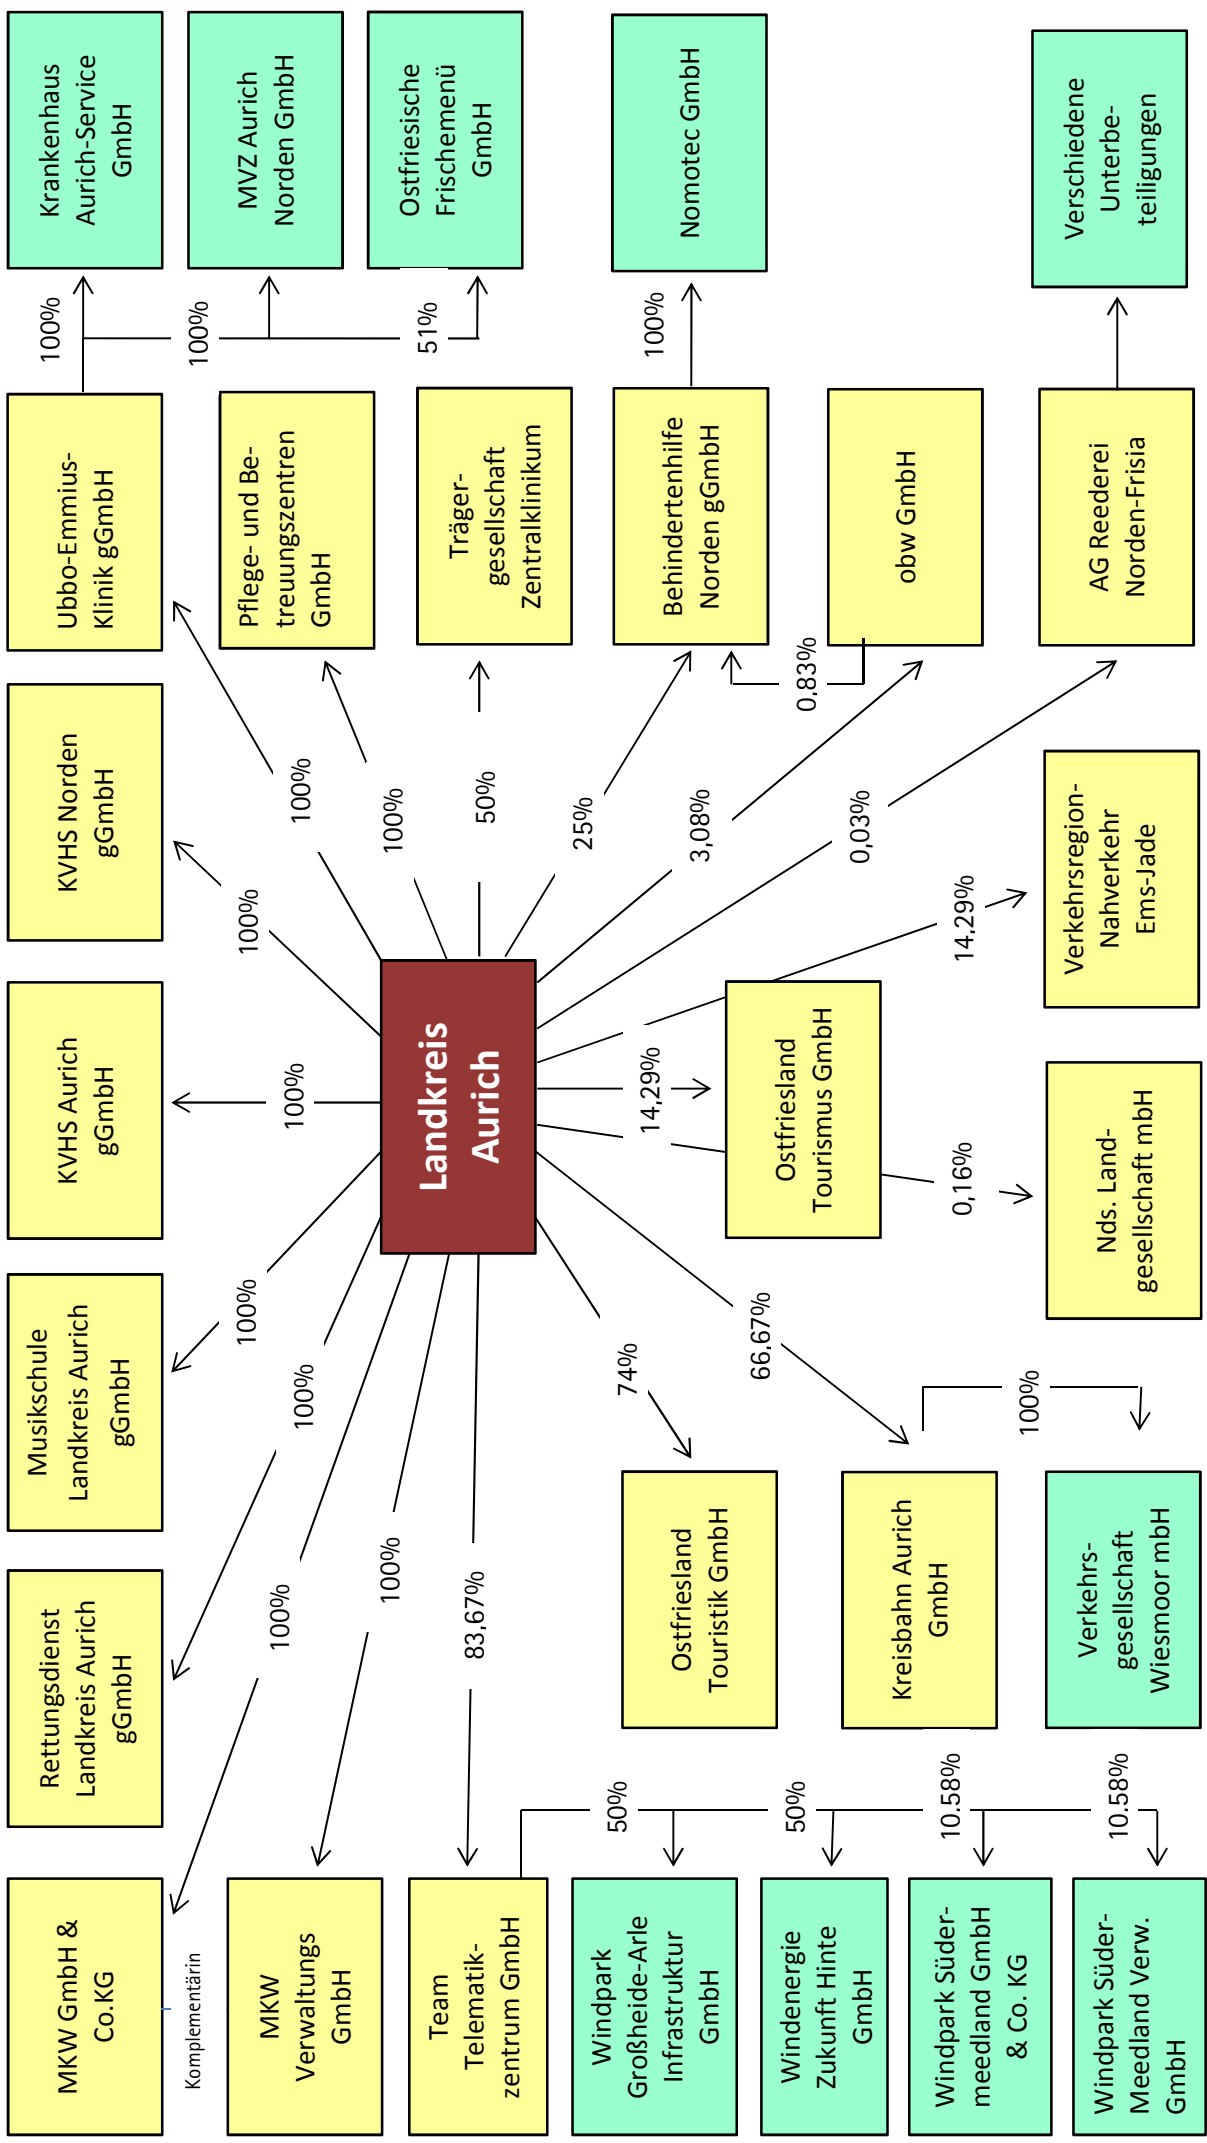 MKW GmbH &
Co.KG
Rettungsdienst
Landkreis Aurich
gGmbH
Musikschule
Landkreis Aurich
gGmbH
KVHS Aurich
gGmbH
KVHS Norden
gGmbH
Ubbo-Emmius-
Klinik gGmbH
100%
Krankenhaus
Aurich-Service
GmbH
Komplementärin
100%
100%
100%
100%
100%
100%
100%
MVZ Aurich
Norden GmbH
MKW
Verwaltungs
GmbH
100%
100%
Pflege- und Be-
treuungszentren
GmbH
51%
Ostfriesische
Frischemenü
GmbH
Team
Telematik-
zentrum GmbH
83,67%
Landkreis
Aurich
50%
Träger-
gesellschaft
Zentralklinikum
50%
Windpark
Großheide-Arle
Infrastruktur
GmbH
74%
Ostfriesland
Touristik GmbH
14,29%
25%
Behindertenhilfe
Norden gGmbH
100%
Nomotec GmbH
50%
Windenergie
Zukunft Hinte
GmbH
66,67%
Ostfriesland
Tourismus GmbH
3,08%
0,83%
obw GmbH
10.58%
Windpark Süder-
meedland GmbH
& Co. KG
Kreisbahn Aurich
GmbH
0,16%
14,29%
0,03%
10.58%
Windpark Süder-
Meedland Verw.
GmbH
100%
Verkehrs-
gesellschaft
Wiesmoor mbH
Nds. Land-
gesellschaft mbH
Verkehrsregion-
Nahverkehr
Ems-Jade
AG Reederei
Norden-Frisia
Verschiedene
Unterbe-
teiligungen